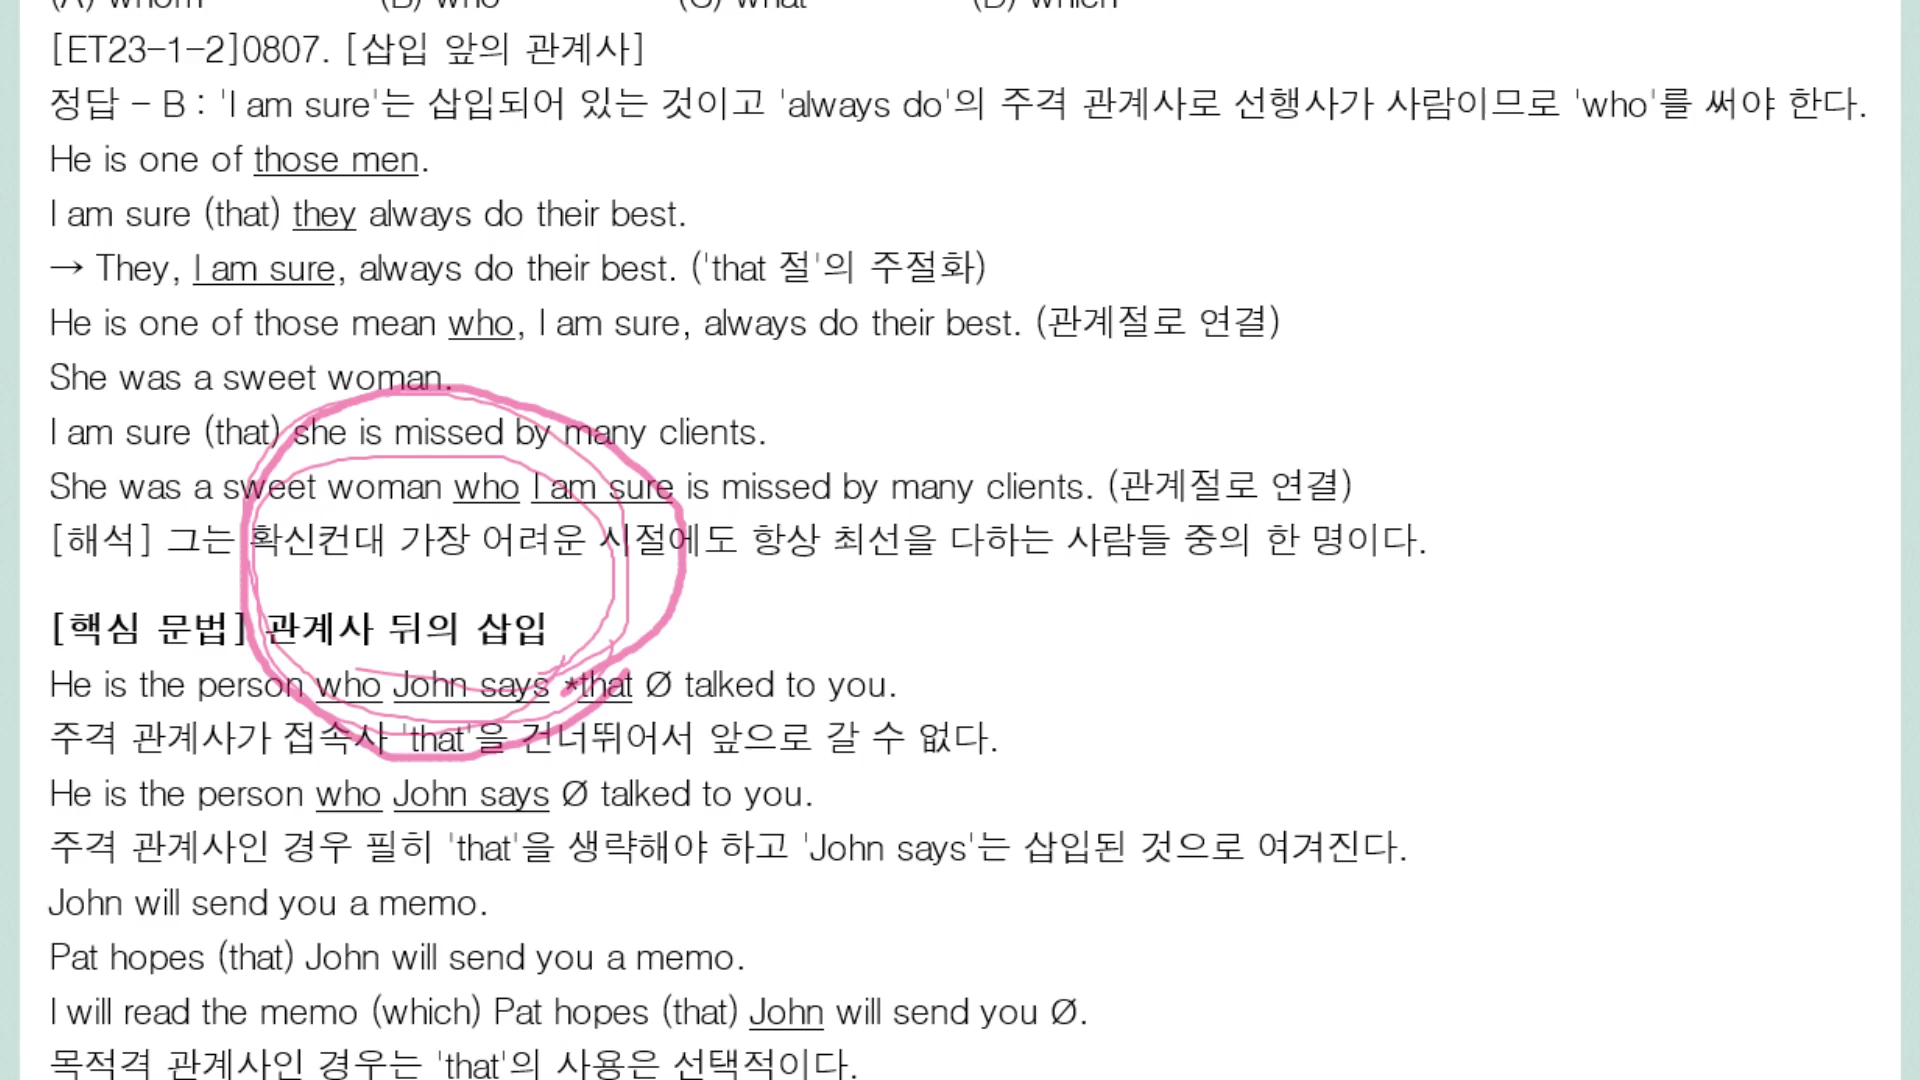 (A) whom (B) who (C) what (D) which
[ET23-1-2]0807. [삽입 앞의 관계사]
정답 - B : 'I am sure'는 삽입되어 있는 것이고 'always do'의 주격 관계사로 선행사가 사람이므로 'who'를 써야 한다.
He is one of those men.
I am sure (that) they always do their best.
→ They, I am sure, always do their best. ('that 절'의 주절화)
He is one of those mean who, I am sure, always do their best. (관계절로 연결)
She was a sweet woman.
I am sure (that) she is missed by many clients.
She was a sweet woman who I am sure is missed by many clients. (관계절로 연결)
[해석] 그는 확신컨대 가장 어려운 시절에도 항상 최선을 다하는 사람들 중의 한 명이다.
[핵심 문법] 관계사 뒤의 삽입
He is the person who John says *that Ø talked to you.
주격 관계사가 접속사 'that'을 건너뛰어서 앞으로 갈 수 없다.
He is the person who John says Ø talked to you.
주격 관계사인 경우 필히 'that'을 생략해야 하고 'John says'는 삽입된 것으로 여겨진다.
John will send you a memo.
Pat hopes (that) John will send you a memo.
I will read the memo (which) Pat hopes (that) John will send you Ø.
목적격 관계사인 경우는 'that'의 사용은 선택적이다.